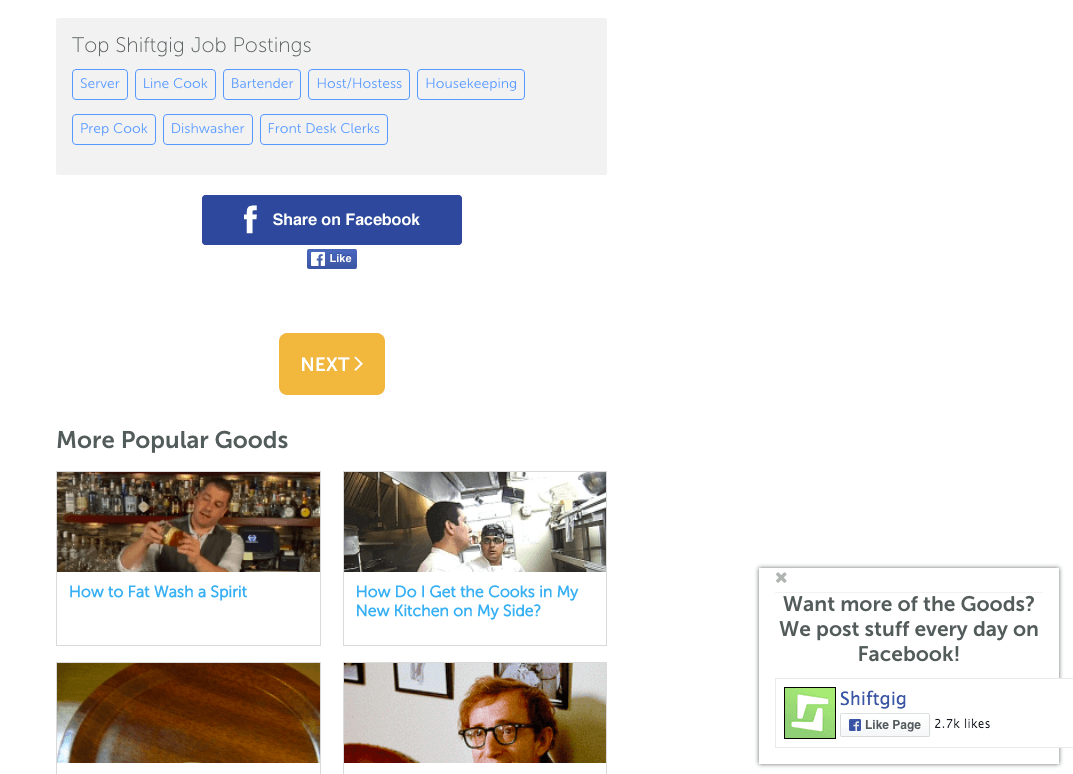 Top Shiftgig Job Postings
Server Line Cook Bartender Host/Hostess Housekeeping
Prep Cook Dishwasher Front Desk Clerks
Share on Facebook
Like
NEXT
More Popular Goods
How to Fat Wash a Spirit
How Do I Get the Cooks in My
New Kitchen on My Side?
Want more of the Goods?
We post stuff every day on
Facebook!
Shiftgig
Like Page 2.7k likes